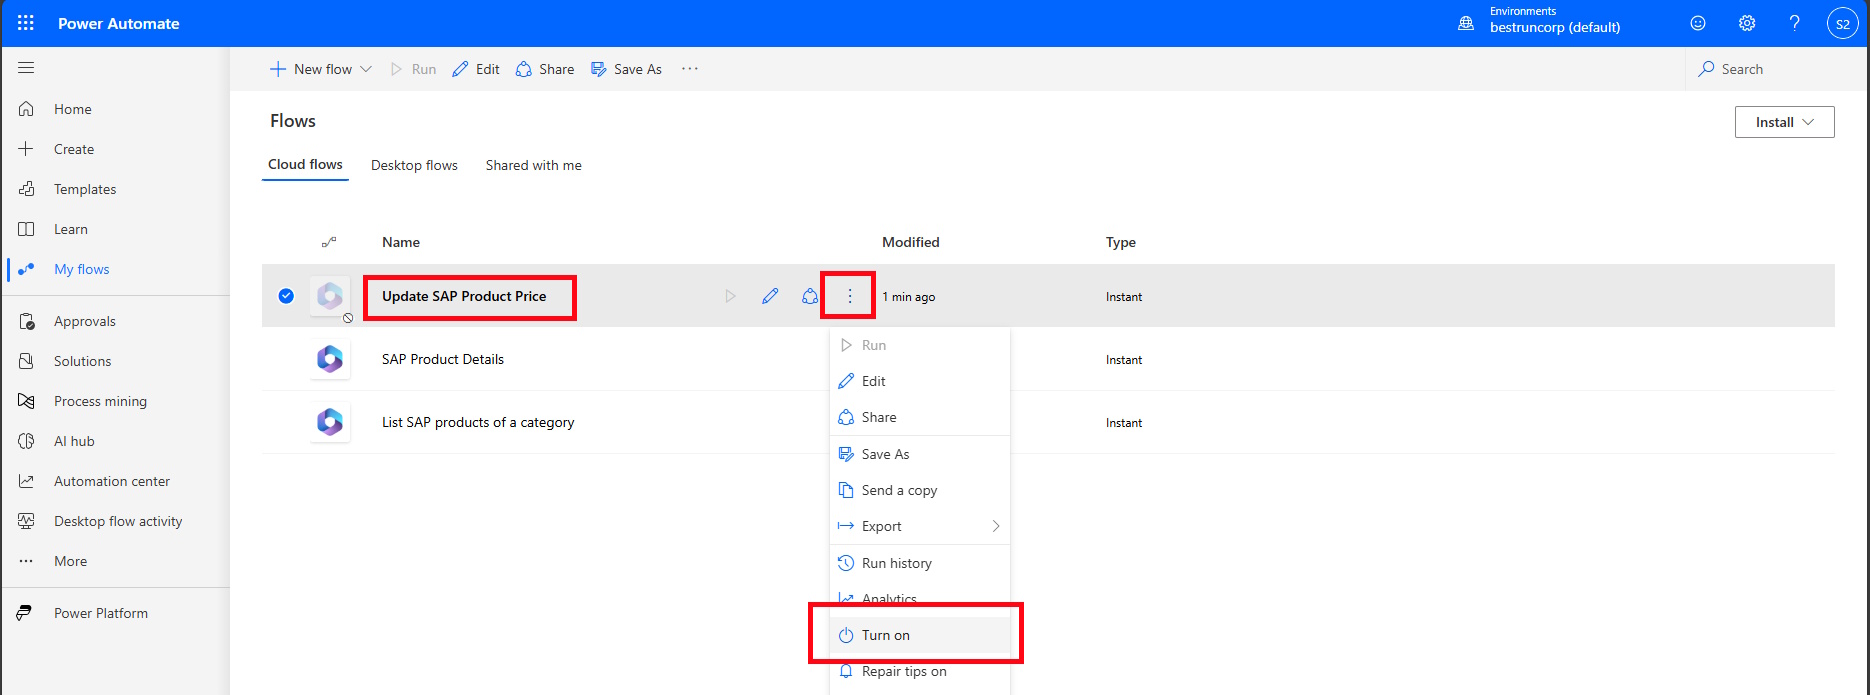 Power Automate
Environments
bestruncorp (default)
S2
New flow
Run
Edit
Share
Save As
Search
Home
Create
Templates
Learn
My flows
Approvals
Solutions
Process mining
AI hub
Automation center
Desktop flow activity
More
Power Platform
Flows
Install
Cloud flows
Desktop flows
Shared with me
Name
Modified
Type
Update SAP Product Price
1 min ago
Instant
SAP Product Details
Instant
List SAP products of a category
Instant
Run
Edit
Share
Save As
Send a copy
Export
Run history
Analytics
Turn on
Repair tips on